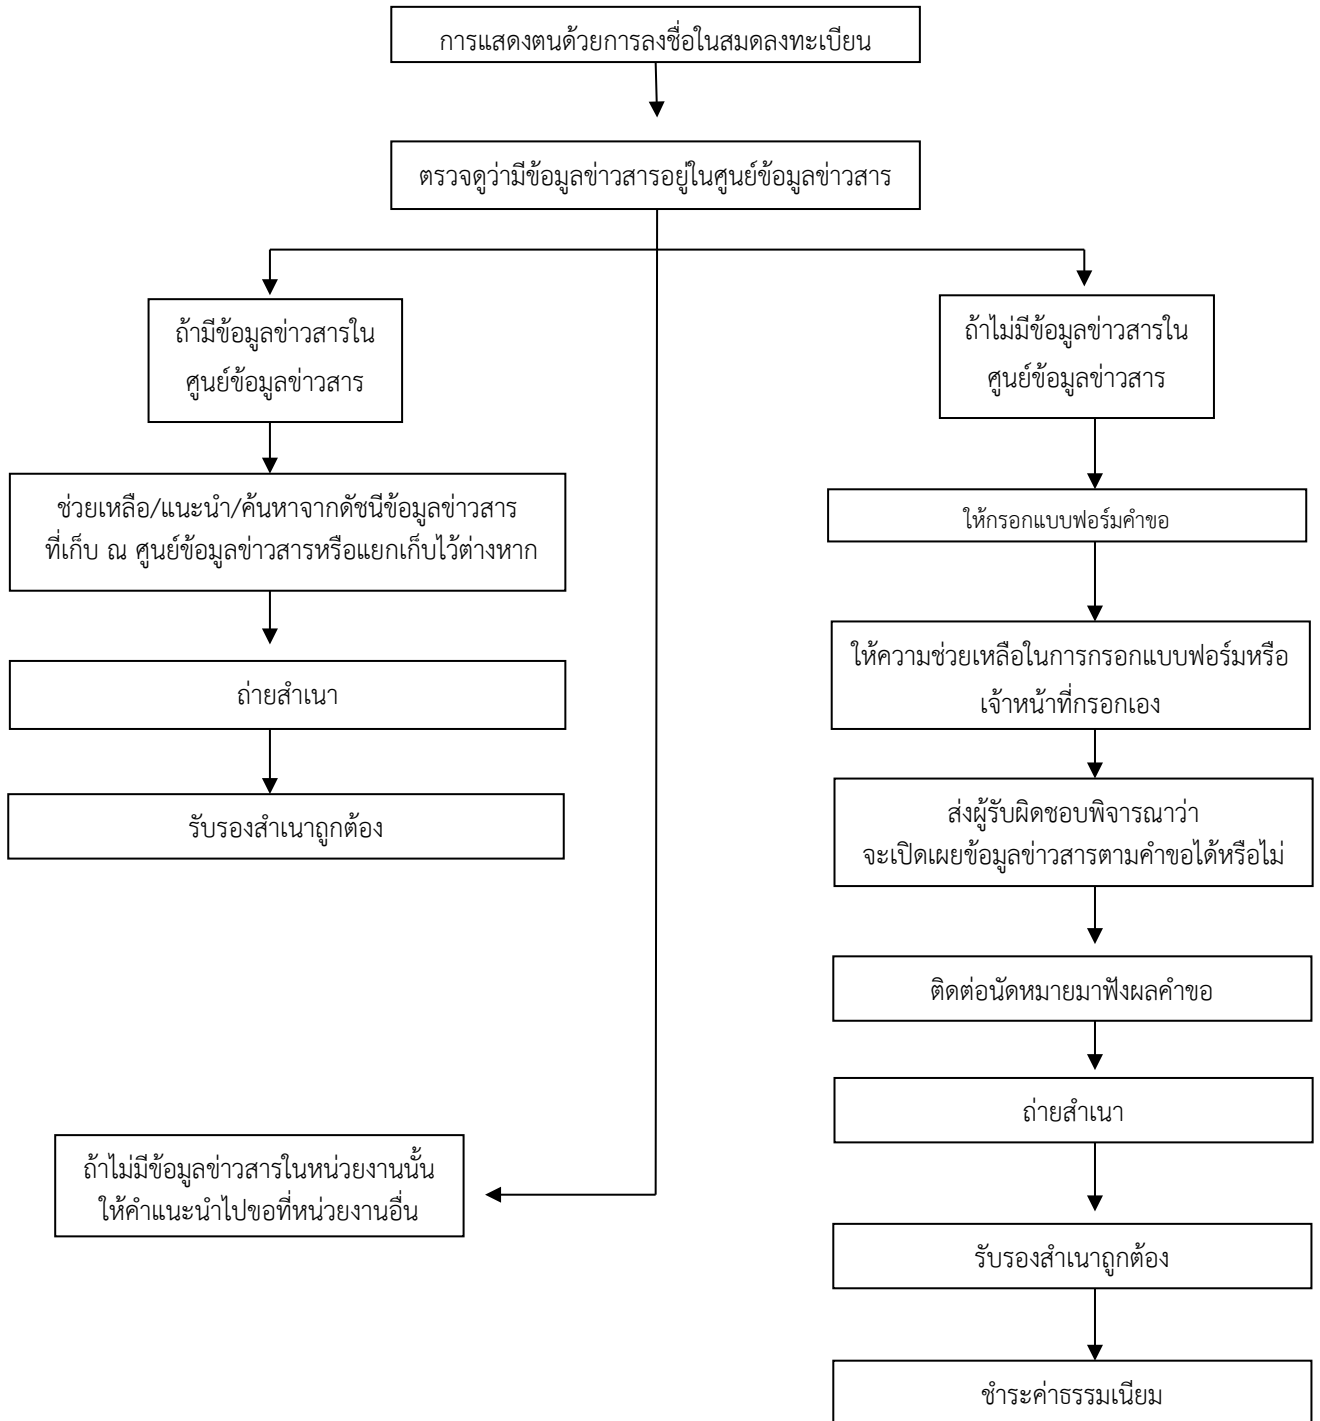 การแสดงตนด้วยการลงชื่อในสมุดลงทะเบียน
ตรวจดูว่ามีข้อมูลข่าวสารอยู่ในศูนย์ข้อมูลข่าวสาร
ถ้ามีข้อมูลข่าวสารใน
ศูนย์ข้อมูลข่าวสาร
ช่วยเหลือ/แนะนำ/ค้นหาจากดัชนีข้อมูลข่าวสาร
ที่เก็บ ณ ศูนย์ข้อมูลข่าวสารหรือแยกเก็บไว้ต่างหาก
ถ่ายสำเนา
รับรองสำเนาถูกต้อง
ถ้าไม่มีข้อมูลข่าวสารในหน่วยงานนั้น
ให้คำแนะนำไปขอที่หน่วยงานอื่น
ถ้าไม่มีข้อมูลข่าวสารใน
ศูนย์ข้อมูลข่าวสาร
ให้กรอกแบบฟอร์มคำขอ
ให้ความช่วยเหลือในการกรอกแบบฟอร์มหรือ
เจ้าหน้าที่กรอกเอง
ส่งผู้รับผิดชอบพิจารณาว่า
จะเปิดเผยข้อมูลข่าวสารตามคำขอได้หรือไม่
ติดต่อนัดหมายมาฟังผลคำขอ
ถ่ายสำเนา
รับรองสำเนาถูกต้อง
ชำระค่าธรรมเนียม